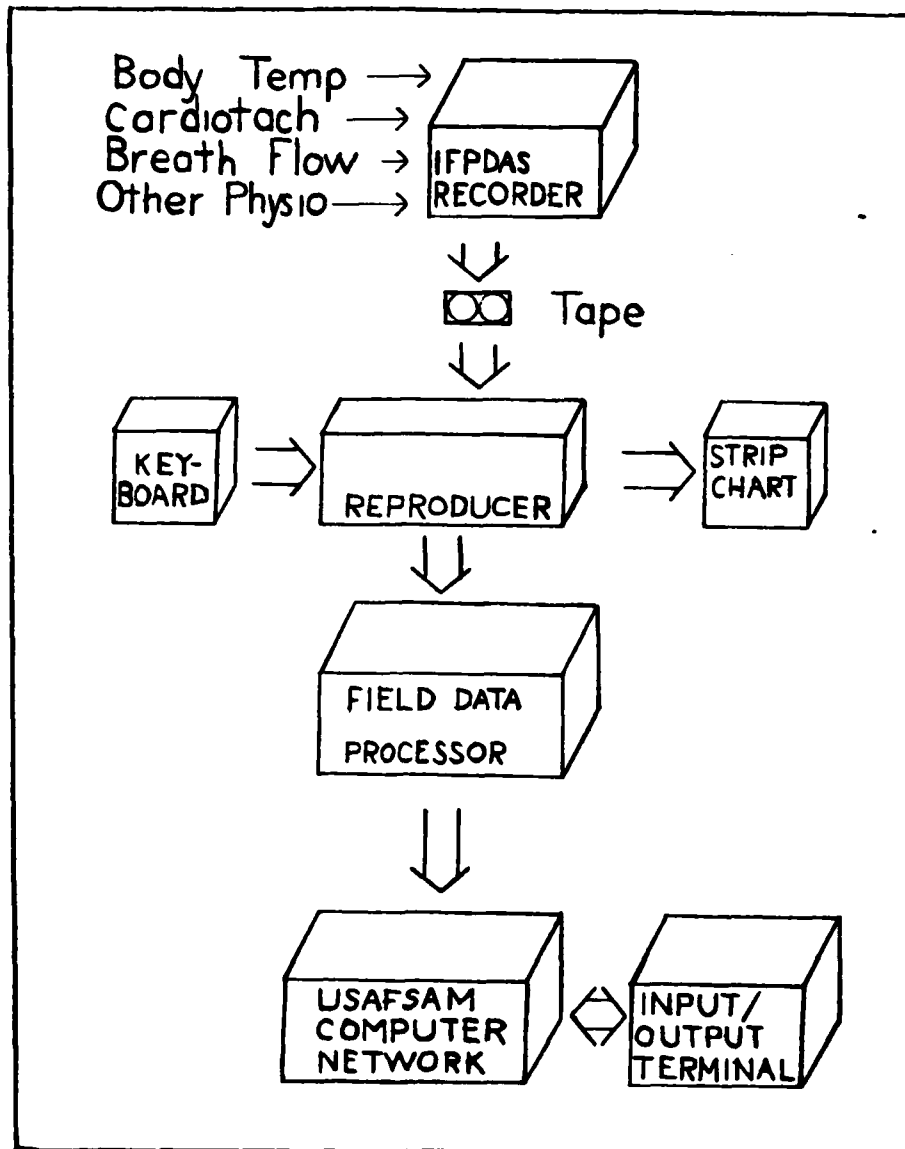 Body Temp
Cardiotach
Breath Flow
Other Physio
IFPDAS
RECORDER
Tape
KEY-
BOARD
REPRODUCER
STRIP
CHART
FIELD DATA
PROCESSOR
USAFSAM
COMPUTER
NETWORK
INPUT/
OUTPUT
TERMINAL